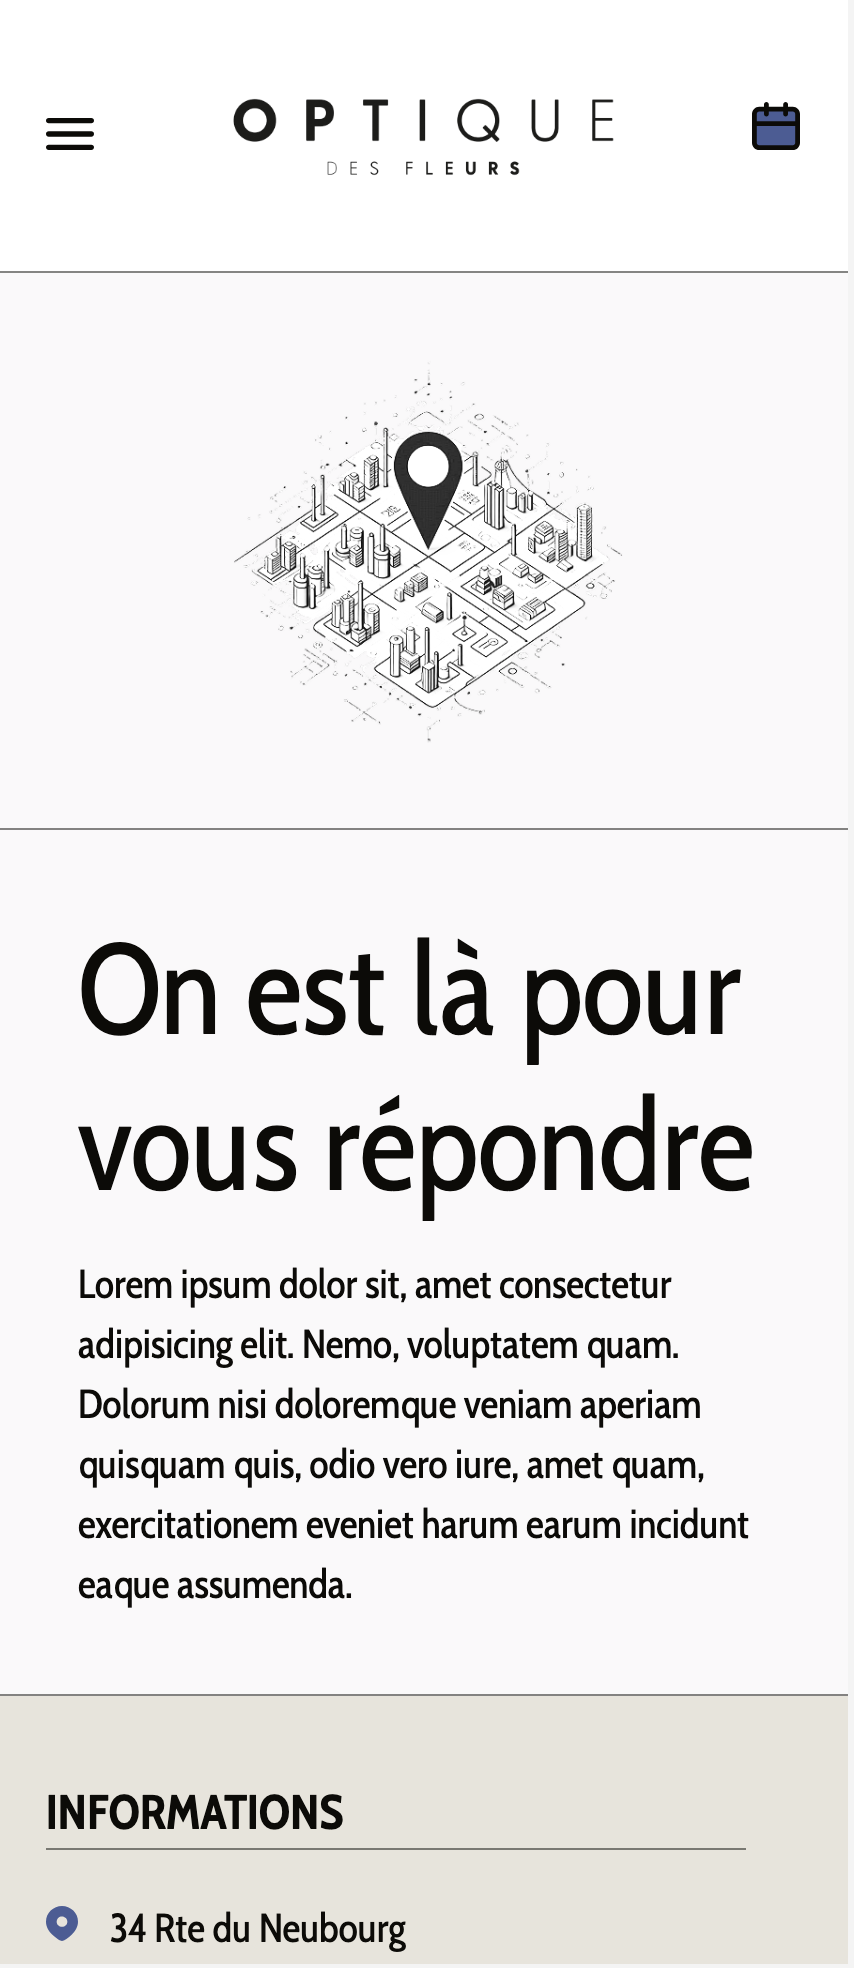 OPTIQUE
DES FLEURS
On est là pour
vous répondre
Lorem ipsum dolor sit, amet consectetur
adipisicing elit. Nemo, voluptatem quam.
Dolorum nisi doloremque veniam aperiam
quisquam quis, odio vero iure, amet quam,
exercitationem eveniet harum earum incidunt
eaque assumenda.
INFORMATIONS
34 Rte du Neubourg